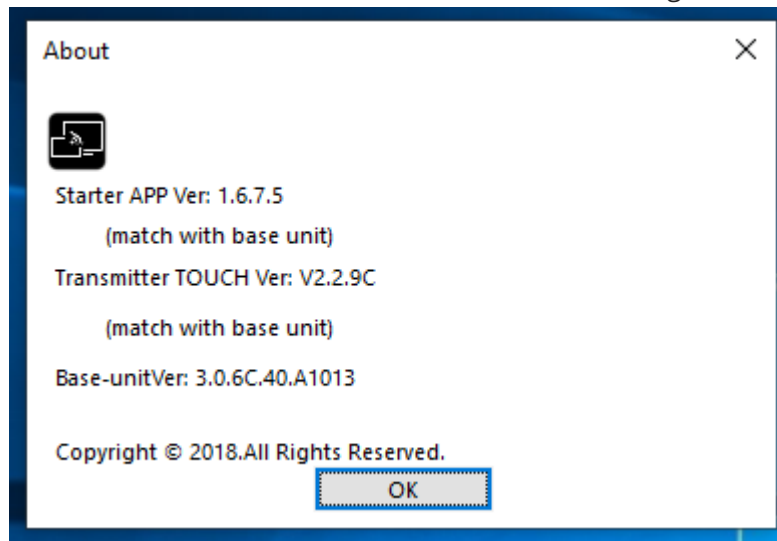 About
Starter APP Ver: 1.6.7.5
(match with base unit)
Transmitter TOUCH Ver: V2.2.9C
(match with base unit)
Base-unitVer: 3.0.6C.40.A1013
Copyright © 2018.All Rights Reserved.
OK